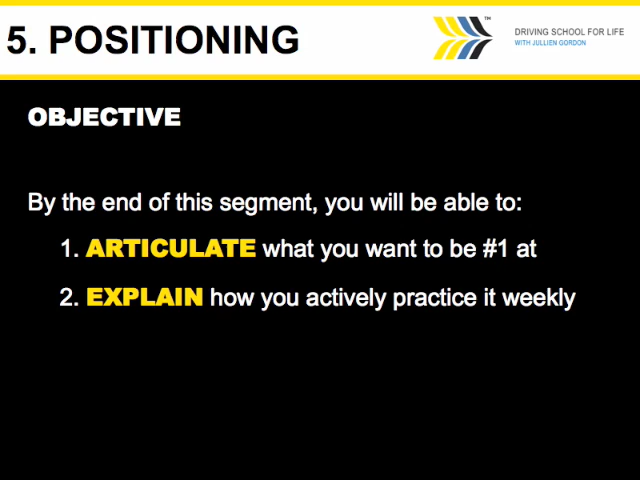 5. POSITIONING
™
DRIVING SCHOOL FOR LIFE
WITH JULLIEN GORDON
OBJECTIVE
By the end of this segment, you will be able to:
1. ARTICULATE what you want to be #1 at
2. EXPLAIN how you actively practice it weekly